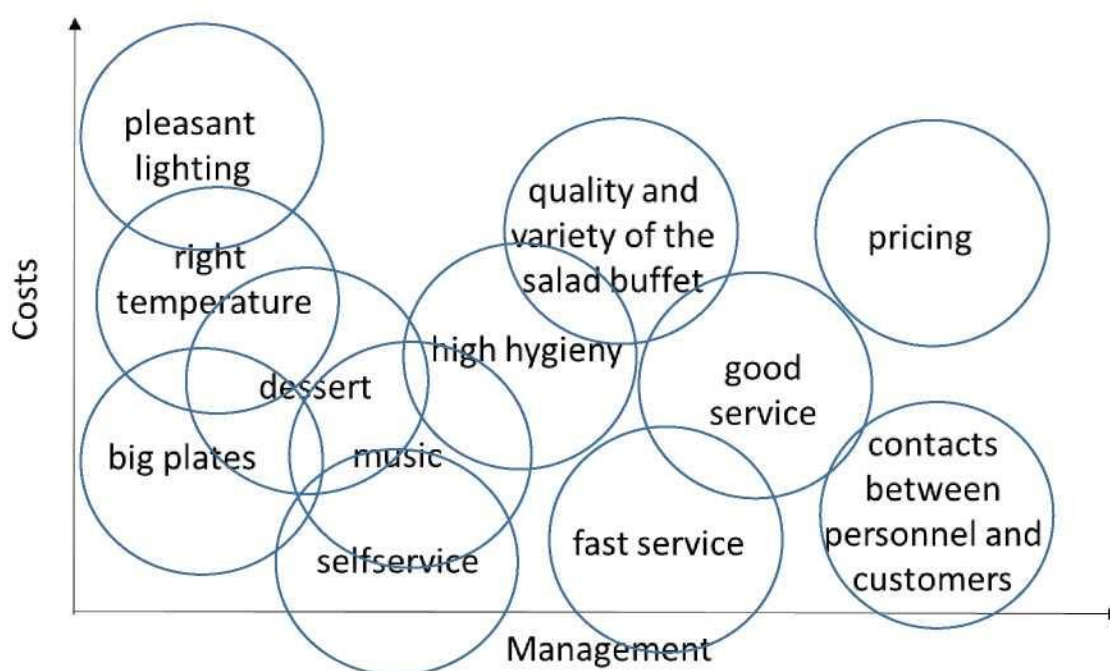 Costs
pleasant
lighting
right
temperature
dessert
big plates
music
selfservice
high hygieny
quality and
variety of the
salad buffet
good
service
fast service
pricing
contacts
between
personnel and
customers
Management